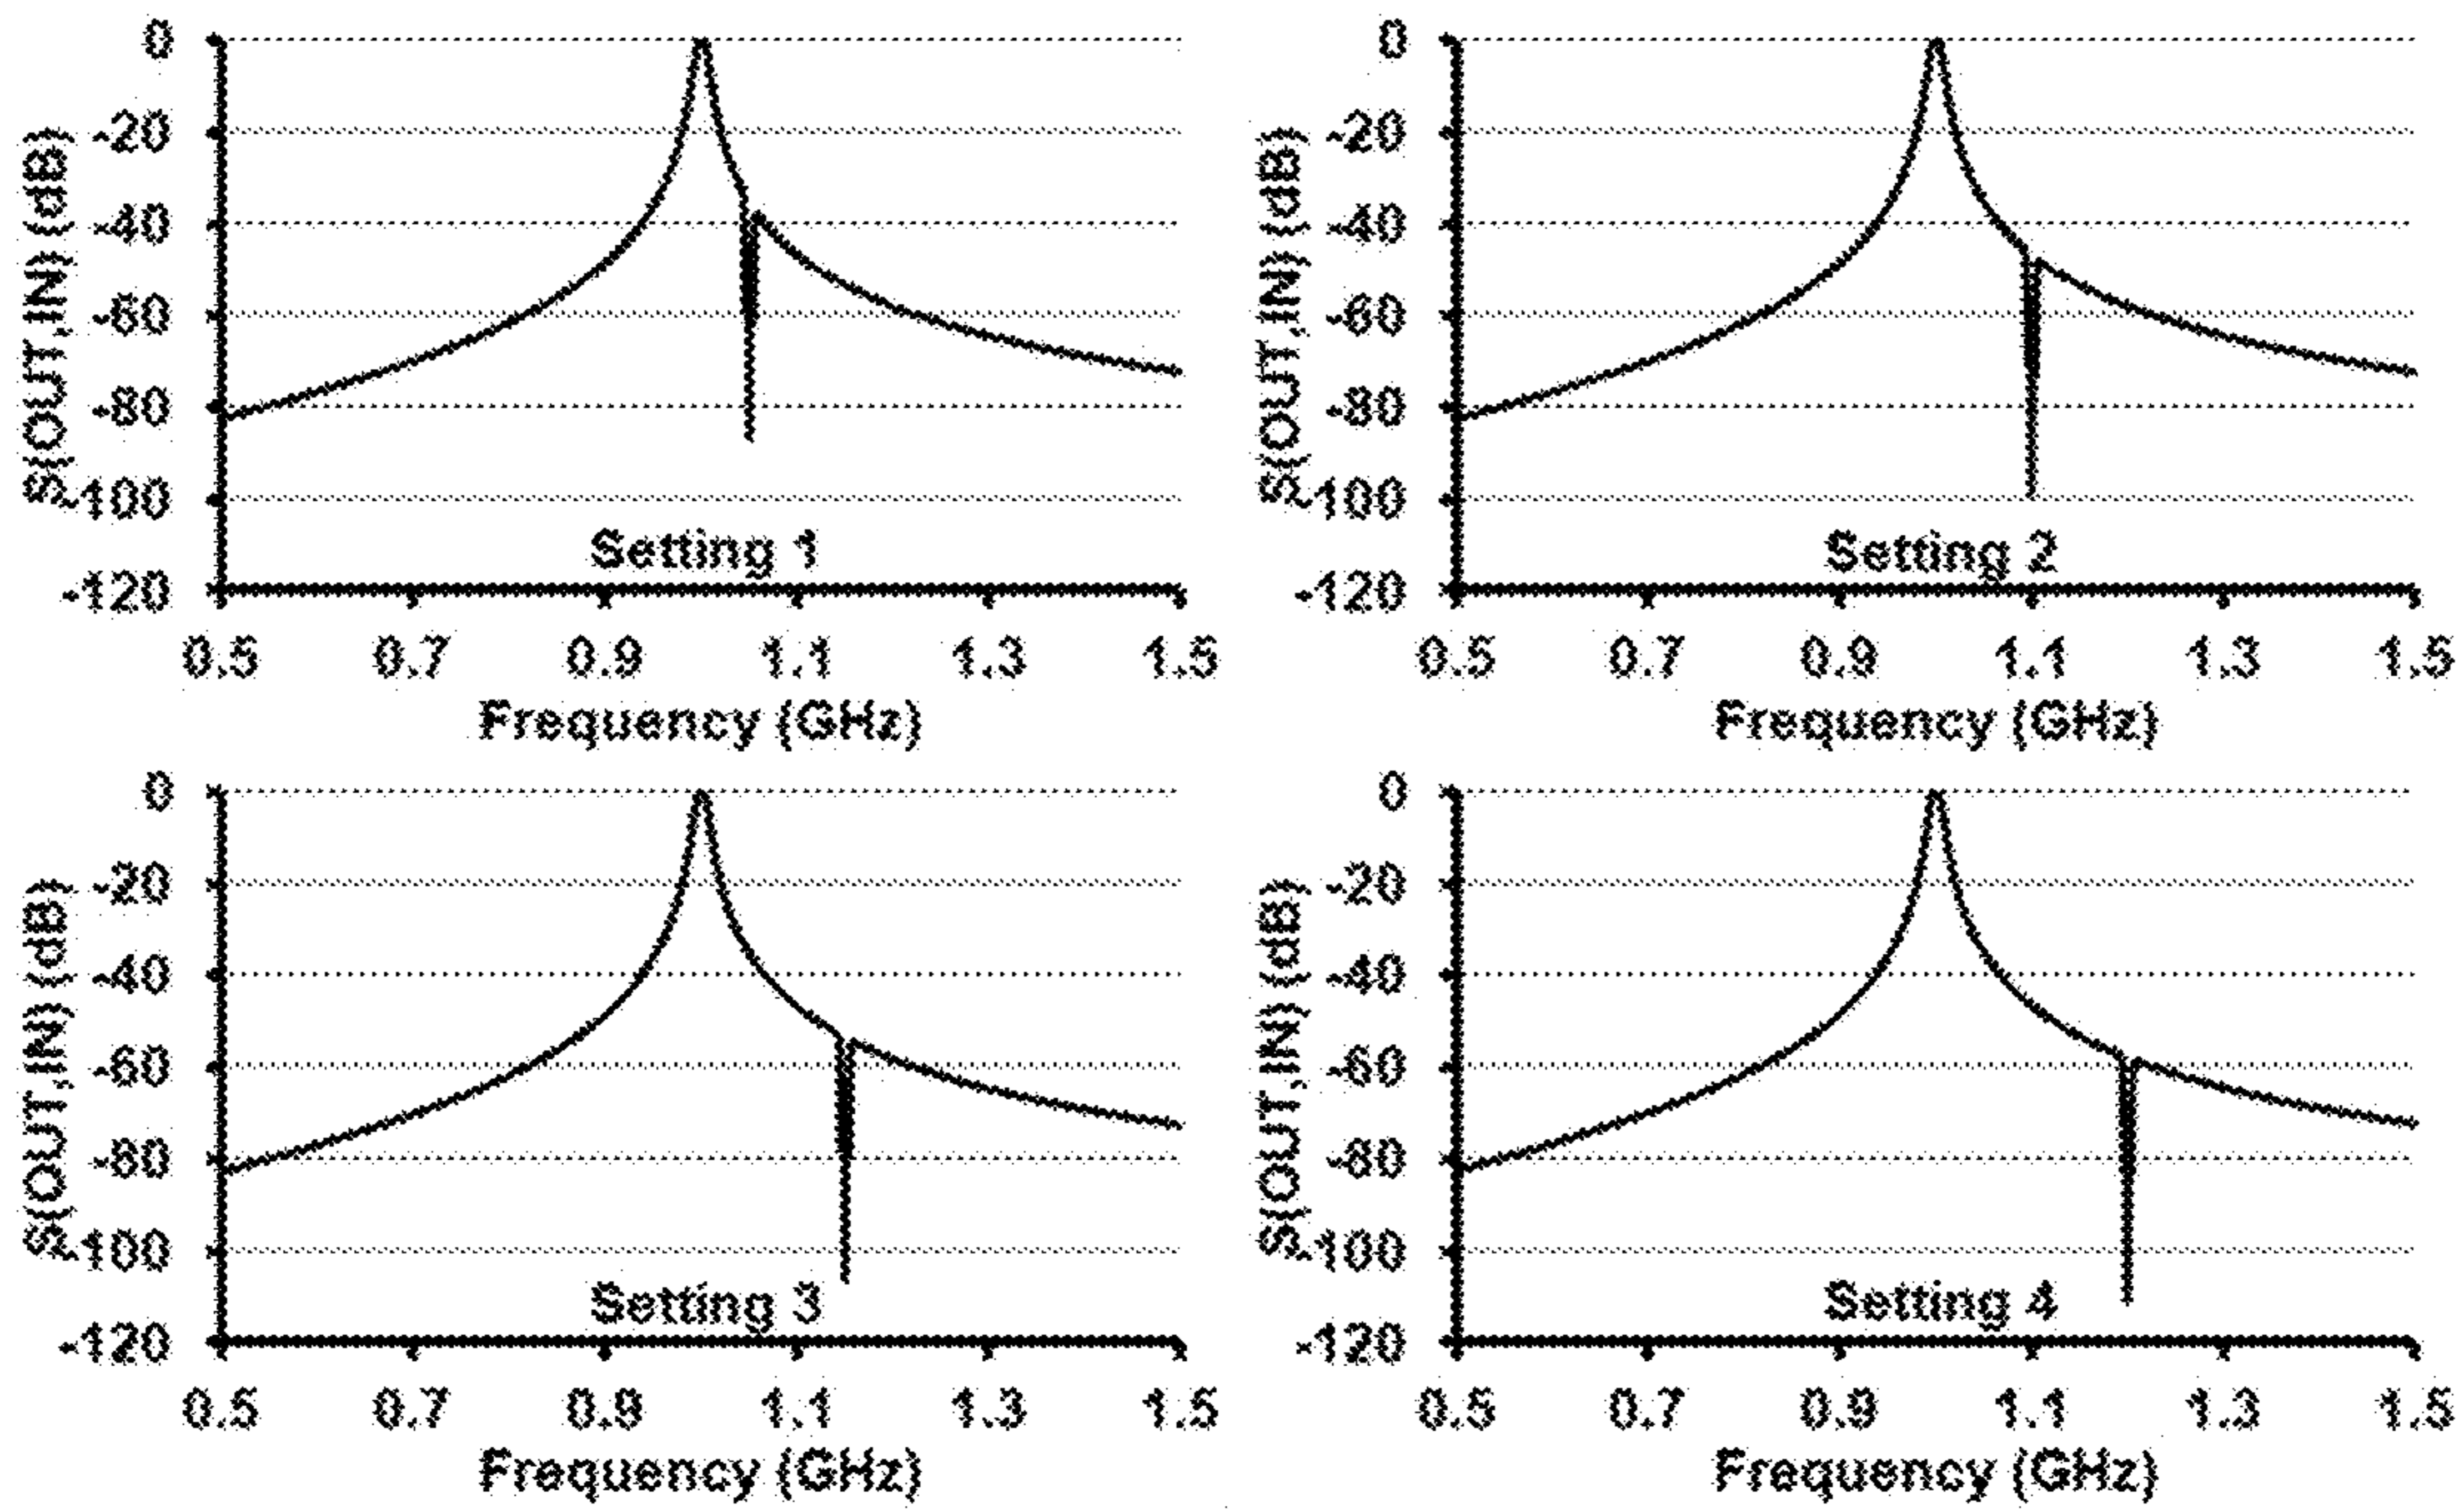 0
-20
-40
-60
-80
-100
-120
S(OUT,IN) (dB)
Setting 1
0.5 0.7 0.9 1.1 1.3 1.5
Frequency (GHz)
0
-20
-40
-60
-80
-100
-120
S(OUT,IN) (dB)
Setting 2
0.5 0.7 0.9 1.1 1.3 1.5
Frequency (GHz)
0
-20
-40
-60
-80
-100
-120
S(OUT,IN) (dB)
Setting 3
0.5 0.7 0.9 1.1 1.3 1.5
Frequency (GHz)
0
-20
-40
-60
-80
-100
-120
S(OUT,IN) (dB)
Setting 4
0.5 0.7 0.9 1.1 1.3 1.5
Frequency (GHz)